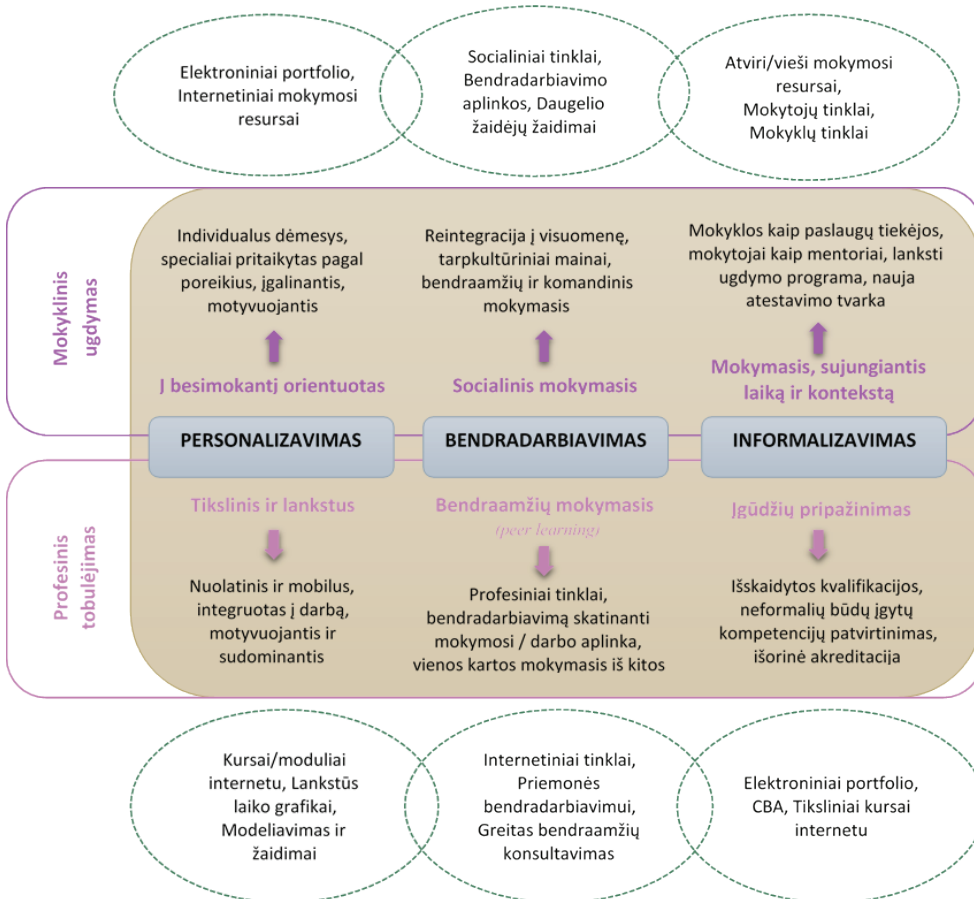 Elektroniniai portfolio,
Internetiniai mokymosi
resursai
Socialiniai tinklai,
Bendradarbiavimo
aplinkos, Daugelio
žaidėjų žaidimai
Atviri/vieši mokymosi
resursai,
Mokytojų tinklai,
Mokyklų tinklai
Mokyklinis
ugdymas
Individualus dėmesys,
specialiai pritaikytas pagal
poreikius, įgalinantis,
motyvuojantis
Reintegracija į visuomenę,
tarpkultūriniai mainai,
bendraamžių ir komandinis
mokymasis
Mokyklos kaip paslaugų tiekėjos,
mokytojai kaip mentoriai, lanksti
ugdymo programa, nauja
atestavimo tvarka
Į besimokantį orientuotas
Socialinis mokymasis
Mokymasis, sujungiantis
laiką ir kontekstą
PERSONALIZAVIMAS
BENDRADARBIAVIMAS
INFORMALIZAVIMAS
Profesinis
tobulėjimas
Tikslinis ir lankstus
Bendraamžių mokymasis
(peer learning)
Įgūdžių pripažinimas
Nuolatinis ir mobilus,
integruotas į darbą,
motyvuojantis ir
sudominantis
Profesiniai tinklai,
bendradarbiavimą skatinanti
mokymosi / darbo aplinka,
vienos kartos mokymasis iš kitos
Išskaidytos kvalifikacijos,
neformalių būdų įgytų
kompetencijų patvirtinimas,
išorinė akreditacija
Kursai/moduliai
internetu, Lankstūs
laiko grafikai,
Modeliavimas ir
žaidimai
Internetiniai tinklai,
Priemonės
bendradarbiavimui,
Greitas bendraamžių
konsultavimas
Elektroniniai portfolio,
CBA, Tiksliniai kursai
internetu